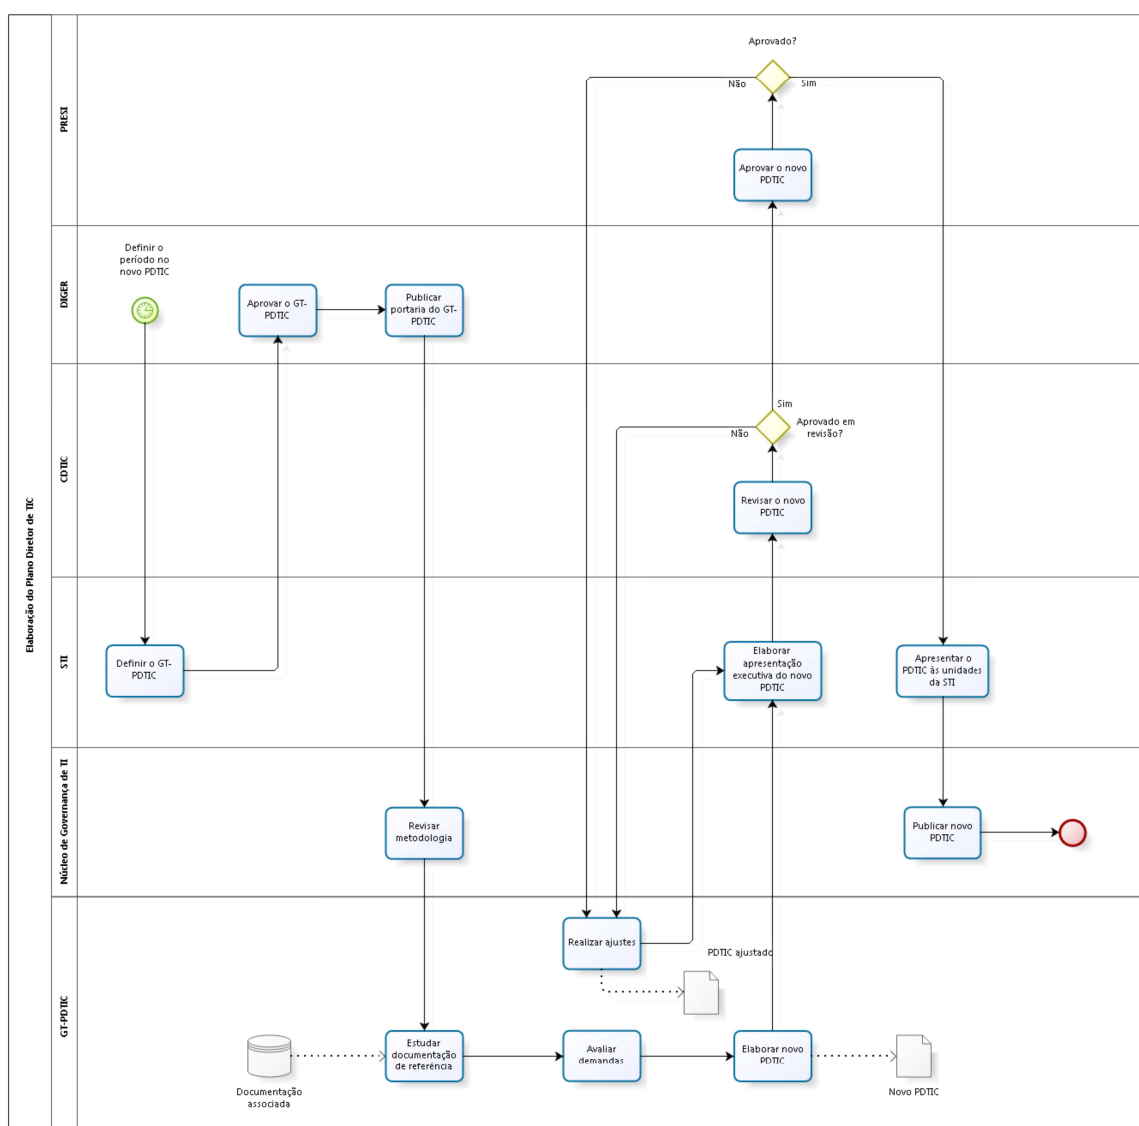 Elaboração do Plano Diretor de TIC
PRESI
Aprovado?
Não
Sim
Aprovar o novo
PDTIC
DIGER
Definir o
período no
novo PDTIC
Aprovar o GT-
PDTIC
Publicar
portaria do GT-
PDTIC
CDTIC
Sim
Não
Aprovado em
revisão?
Revisar o novo
PDTIC
STI
Definir o GT-
PDTIC
Elaborar
apresentação
executiva do novo
PDTIC
Apresentar o
PDTIC às unidades
da STI
Núcleo de Governança de TI
Revisar
metodologia
Publicar novo
PDTIC
GT-PDTIC
Realizar ajustes
PDTIC ajustado
Documentação
associada
Estudar
documentação
de referência
Avaliar
demandas
Elaborar novo
PDTIC
Novo PDTIC